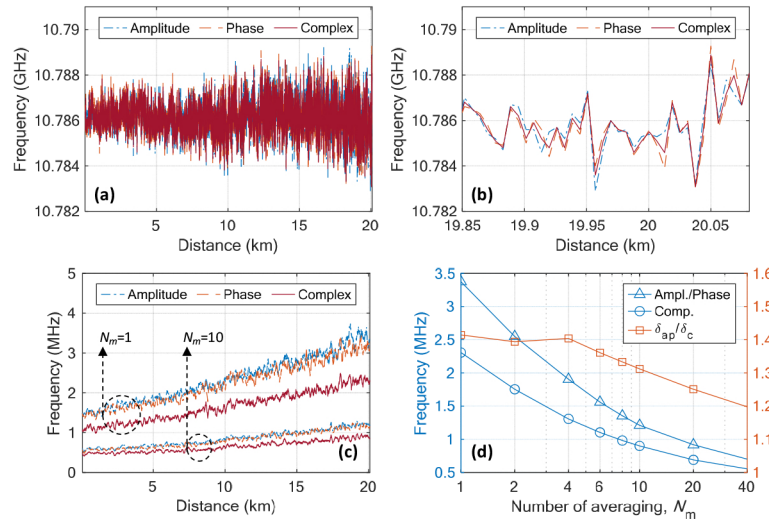 10.79
Amplitude Phase Complex
10.788
10.786
10.784
10.782
Frequency (GHz)
(a)
5 10 15 20
Distance (km)
10.79
Amplitude Phase Complex
10.788
10.786
10.784
10.782
Frequency (GHz)
(b)
19.85 19.9 19.95 20 20.05
Distance (km)
5
Amplitude Phase Complex
4
3
2
1
0
Frequency (MHz)
Nm=1
Nm=10
(c)
5 10 15 20
Distance (km)
3.5
3
2.5
2
1.5
1
0.5
Frequency (MHz)
Ampl./Phase
Comp.
δap/δc
1.6
1.5
1.4
1.3
1.2
1.1
1
(d)
1 2 4 6 8 10 20 40
Number of averaging, Nm